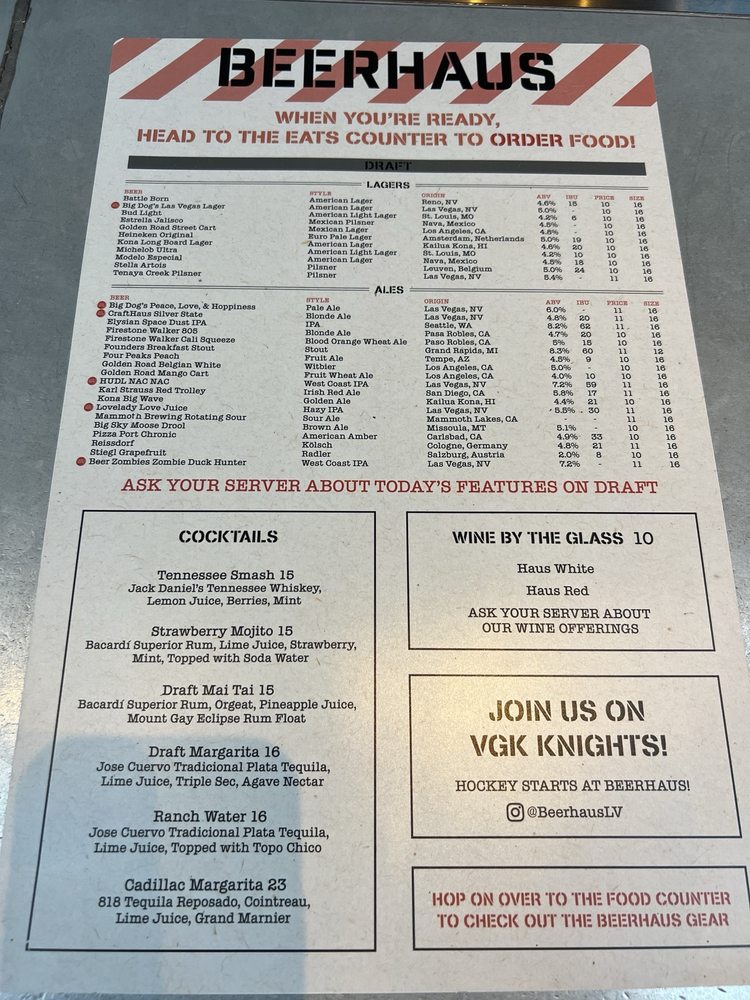 BEERHAUS
WHEN YOU'RE READY,
HEAD TO THE EATS COUNTER TO ORDER FOOD!
DRAFT
LAGERS
BEER STYLE ORIGIN ABV IBU PRICE SIZE
Battle Born American Lager Reno, NV 4.6% 15 10 16
Big Dog's Las Vegas Lager American Lager Las Vegas, NV 5.0% - 10 16
Bud Light American Light Lager St. Louis, MO 4.2% 6 10 16
Estrella Jalisco Mexican Pilsner Nava, Mexico 4.5% - 10 16
Golden Road Street Cart Mexican Lager Los Angeles, CA 4.5% - 10 16
Heineken Original Euro Pale Lager Amsterdam, Netherlands 5.0% 19 10 16
Kona Long Board Lager American Lager Kailua Kona, HI 4.6% 20 10 16
Michelob Ultra American Light Lager St. Louis, MO 4.2% 10 10 16
Modelo Especial American Lager Nava, Mexico 4.5% 18 10 16
Stella Artois Pilsner Leuven, Belgium 5.0% 24 10 16
Tenaya Creek Pilsner Pilsner Las Vegas, NV 5.4% - 11 16
ALES
BEER STYLE ORIGIN ABV IBU PRICE SIZE
Big Dog's Peace, Love, & Hoppiness Pale Ale Las Vegas, NV 6.0% - 11 16
CraftHaus Silver State Blonde Ale Las Vegas, NV 4.8% 20 11 16
Elysian Space Dust IPA IPA Seattle, WA 8.2% 62 11 16
Firestone Walker 805 Blonde Ale Pasa Robles, CA 4.7% 20 10 16
Firestone Walker Cali Squeeze Blood Orange Wheat Ale Paso Robles, CA 5% 15 10 16
Founders Breakfast Stout Stout Grand Rapids, MI 8.3% 60 11 12
Four Peaks Peach Fruit Ale Tempe, AZ 4.5% 9 10 16
Golden Road Belgian White Witbier Los Angeles, CA 5.0% - 10 16
Golden Road Mango Cart Fruit Wheat Ale Los Angeles, CA 4.0% 10 10 16
HUDL NAC NAC West Coast IPA Las Vegas, NV 7.2% 59 11 16
Karl Strauss Red Trolley Irish Red Ale San Diego, CA 5.8% 17 11 16
Kona Big Wave Golden Ale Kailua Kona, HI 4.4% 21 10 16
Lovelady Love Juice Hazy IPA Las Vegas, NV 5.5% 30 11 16
Mammoth Brewing Rotating Sour Sour Ale Mammoth Lakes, CA 11 16
Big Sky Moose Drool Brown Ale Missoula, MT 5.1% - 10 16
Pizza Port Chronic American Amber Carlsbad, CA 4.9% 33 10 16
Reissdorf Kölsch Cologne, Germany 4.8% 21 11 16
Stiegl Grapefruit Radler Salzburg, Austria 2.0% 8 10 16
Beer Zombies Zombie Duck Hunter West Coast IPA Las Vegas, NV 7.2% - 11 16
ASK YOUR SERVER ABOUT TODAY'S FEATURES ON DRAFT
COCKTAILS
Tennessee Smash 15
Jack Daniel's Tennessee Whiskey,
Lemon Juice, Berries, Mint
Strawberry Mojito 15
Bacardí Superior Rum, Lime Juice, Strawberry,
Mint, Topped with Soda Water
Draft Mai Tai 15
Bacardí Superior Rum, Orgeat, Pineapple Juice,
Mount Gay Eclipse Rum Float
Draft Margarita 16
Jose Cuervo Tradicional Plata Tequila,
Lime Juice, Triple Sec, Agave Nectar
Ranch Water 16
Jose Cuervo Tradicional Plata Tequila,
Lime Juice, Topped with Topo Chico
Cadillac Margarita 23
818 Tequila Reposado, Cointreau,
Lime Juice, Grand Marnier
WINE BY THE GLASS 10
Haus White
Haus Red
ASK YOUR SERVER ABOUT
OUR WINE OFFERINGS
JOIN US ON
VGK KNIGHTS!
HOCKEY STARTS AT BEERHAUS!
@BeerhausLV
HOP ON OVER TO THE FOOD COUNTER
TO CHECK OUT THE BEERHAUS GEAR